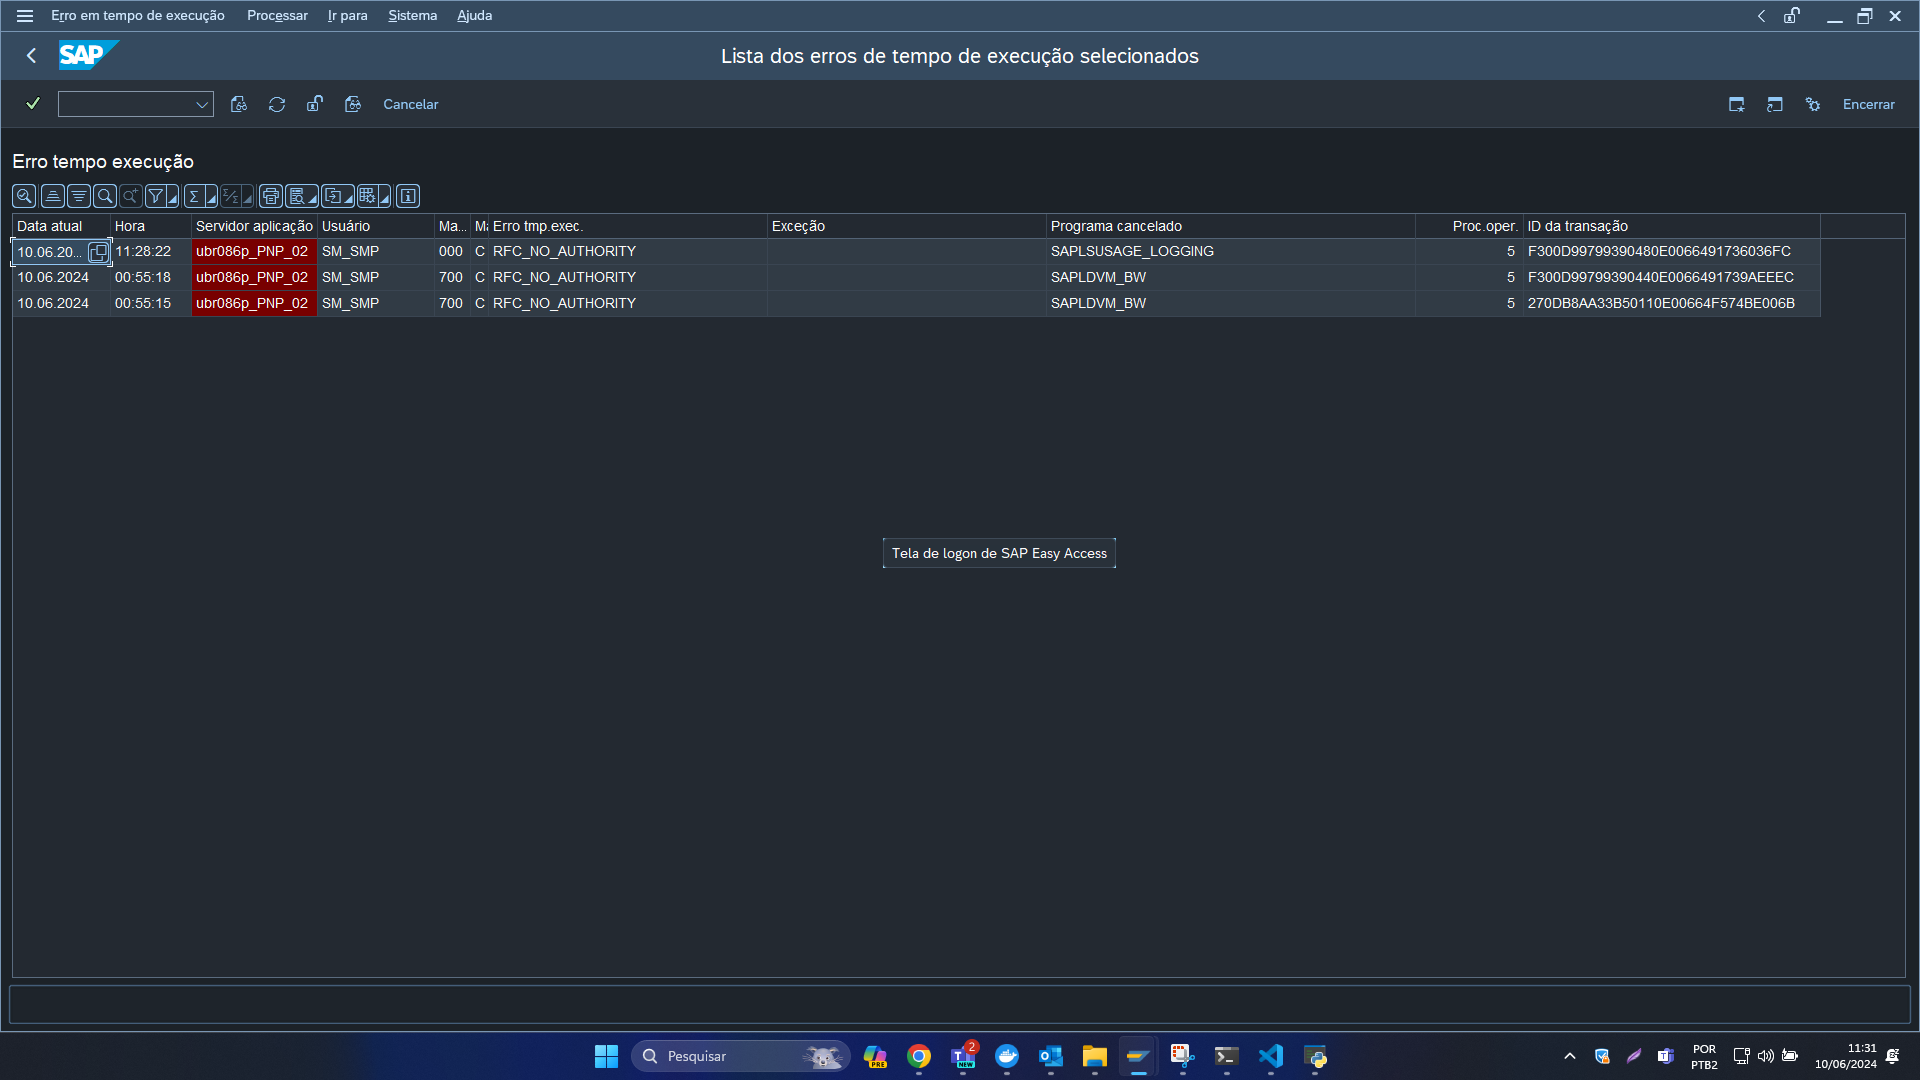 Erro em tempo de execução Processar Ir para Sistema Ajuda
SAP
Lista dos erros de tempo de execução selecionados
Cancelar
Encerrar
Erro tempo execução
Data atual Hora Servidor aplicação Usuário Ma... Ma Erro tmp.exec. Exceção Programa cancelado Proc.oper. ID da transação
10.06.20... 11:28:22 ubr086p_PNP_02 SM_SMP 000 C RFC_NO_AUTHORITY SAPLSUSAGE_LOGGING 5 F300D99799390480E0066491736036FC
10.06.2024 00:55:18 ubr086p_PNP_02 SM_SMP 700 C RFC_NO_AUTHORITY SAPLDVM_BW 5 F300D99799390440E0066491739AEEEC
10.06.2024 00:55:15 ubr086p_PNP_02 SM_SMP 700 C RFC_NO_AUTHORITY SAPLDVM_BW 5 270DB8AA33B50110E00664F574BE006B
Tela de logon de SAP Easy Access
Pesquisar
PRE
2
NEW
POR
PTB2
11:31
10/06/2024